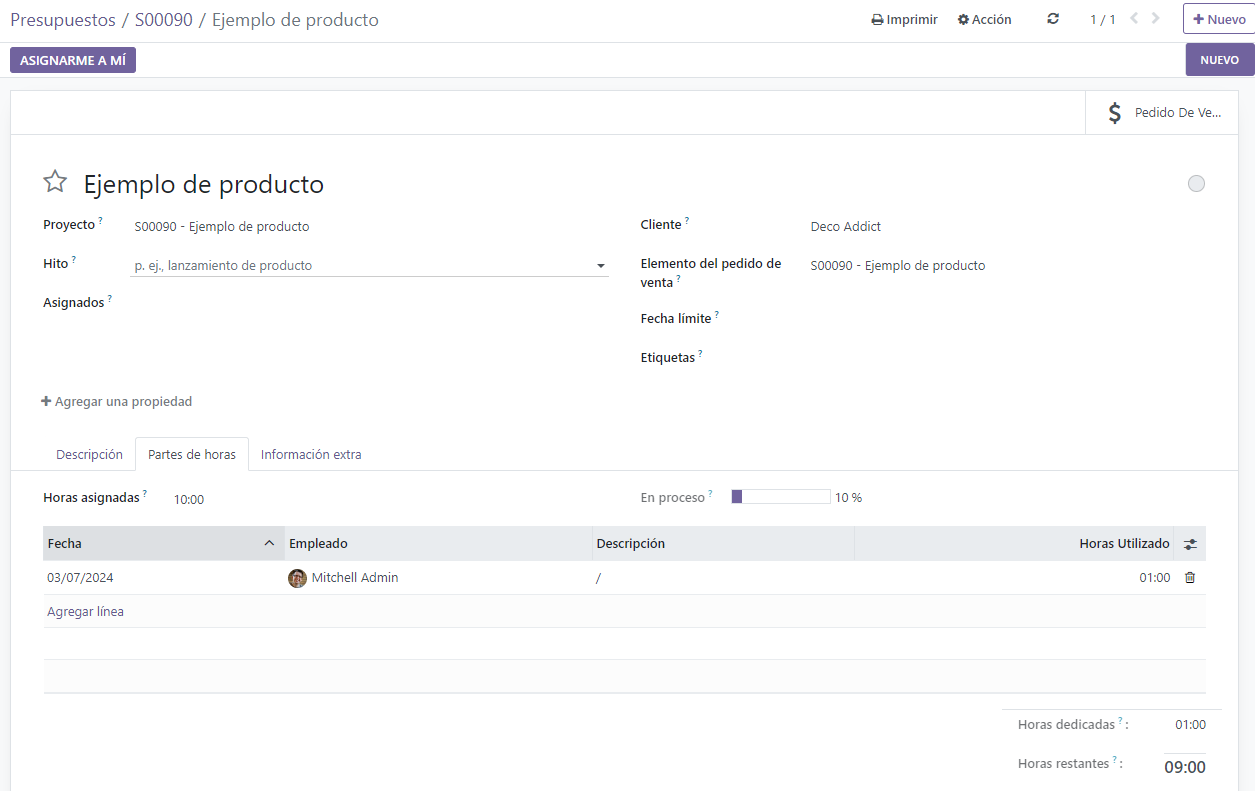 Presupuestos / S00090 / Ejemplo de producto
Imprimir Acción 1 / 1 Nuevo
ASIGNARME A MÍ NUEVO
$ Pedido De Ve...
Ejemplo de producto
Proyecto ? S00090 - Ejemplo de producto
Cliente ? Deco Addict
Hito ? p. ej., lanzamiento de producto
Elemento del pedido de
venta ? S00090 - Ejemplo de producto
Asignados ?
Fecha límite ?
Etiquetas ?
+ Agregar una propiedad
Descripción Partes de horas Información extra
Horas asignadas ? 10:00 En proceso ? 10 %
Fecha Empleado Descripción Horas Utilizado
03/07/2024 Mitchell Admin / 01:00
Agregar línea
Horas dedicadas ? : 01:00
Horas restantes ? : 09:00